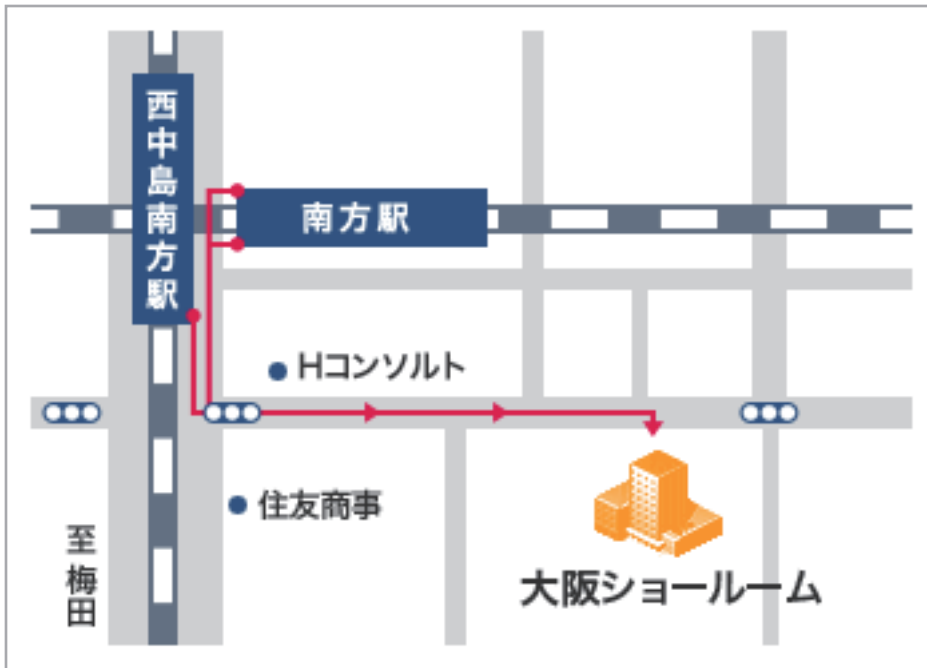 西中島南方駅
南方駅
Hコンソルト
住友商事
至梅田
大阪ショールーム